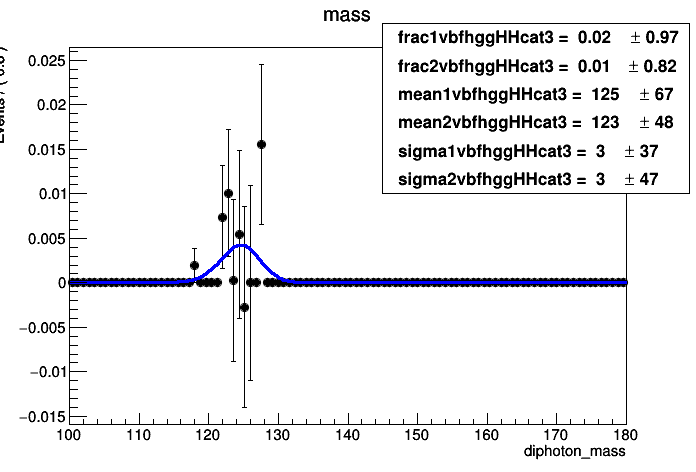 mass
frac1vbfhggHHcat3 = 0.02 ± 0.97
frac2vbfhggHHcat3 = 0.01 ± 0.82
mean1vbfhggHHcat3 = 125 ± 67
mean2vbfhggHHcat3 = 123 ± 48
sigma1vbfhggHHcat3 = 3 ± 37
sigma2vbfhggHHcat3 = 3 ± 47
0.025
0.02
0.015
0.01
0.005
0
−0.005
−0.01
−0.015
100 110 120 130 140 150 160 170 180
diphoton_mass